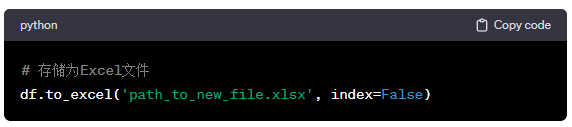 python
Copy code
# 存储为Excel文件
df.to_excel('path_to_new_file.xlsx', index=False)